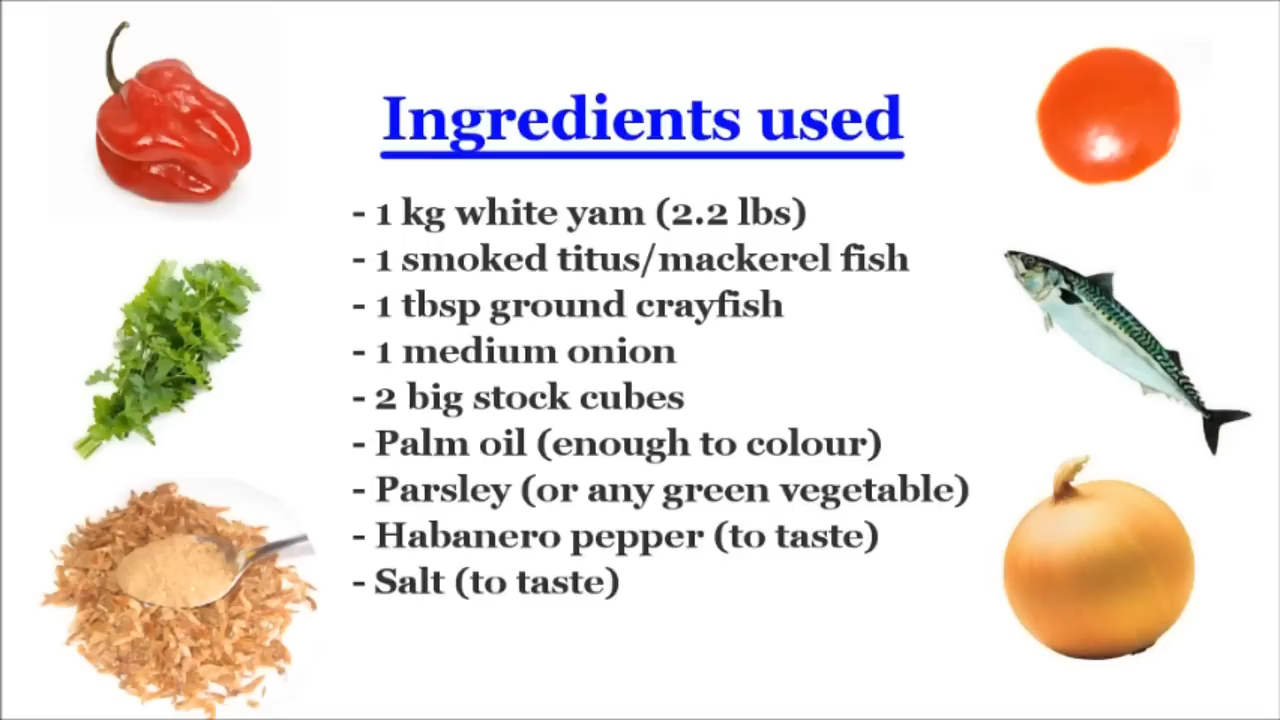 Ingredients used
- 1 kg white yam (2.2 lbs)
- 1 smoked titus/mackerel fish
- 1 tbsp ground crayfish
- 1 medium onion
- 2 big stock cubes
- Palm oil (enough to colour)
- Parsley (or any green vegetable)
- Habanero pepper (to taste)
- Salt (to taste)